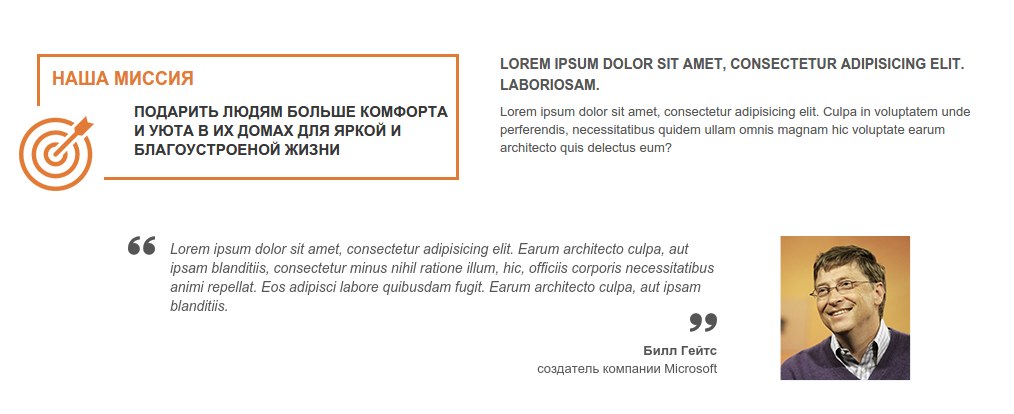 НАША МИССИЯ
ПОДАРИТЬ ЛЮДЯМ БОЛЬШЕ КОМФОРТА
И УЮТА В ИХ ДОМАХ ДЛЯ ЯРКОЙ И
БЛАГОУСТРОЕНОЙ ЖИЗНИ
LOREM IPSUM DOLOR SIT AMET, CONSECTETUR ADIPISICING ELIT.
LABORIOSAM.
Lorem ipsum dolor sit amet, consectetur adipisicing elit. Culpa in voluptatem unde
perferendis, necessitatibus quidem ullam omnis magnam hic voluptate earum
architecto quis delectus eum?
“ Lorem ipsum dolor sit amet, consectetur adipisicing elit. Earum architecto culpa, aut
ipsam blanditiis, consectetur minus nihil ratione illum, hic, officiis corporis necessitatibus
animi repellat. Eos adipisci labore quibusdam fugit. Earum architecto culpa, aut ipsam
blanditiis.
”
Билл Гейтс
создатель компании Microsoft